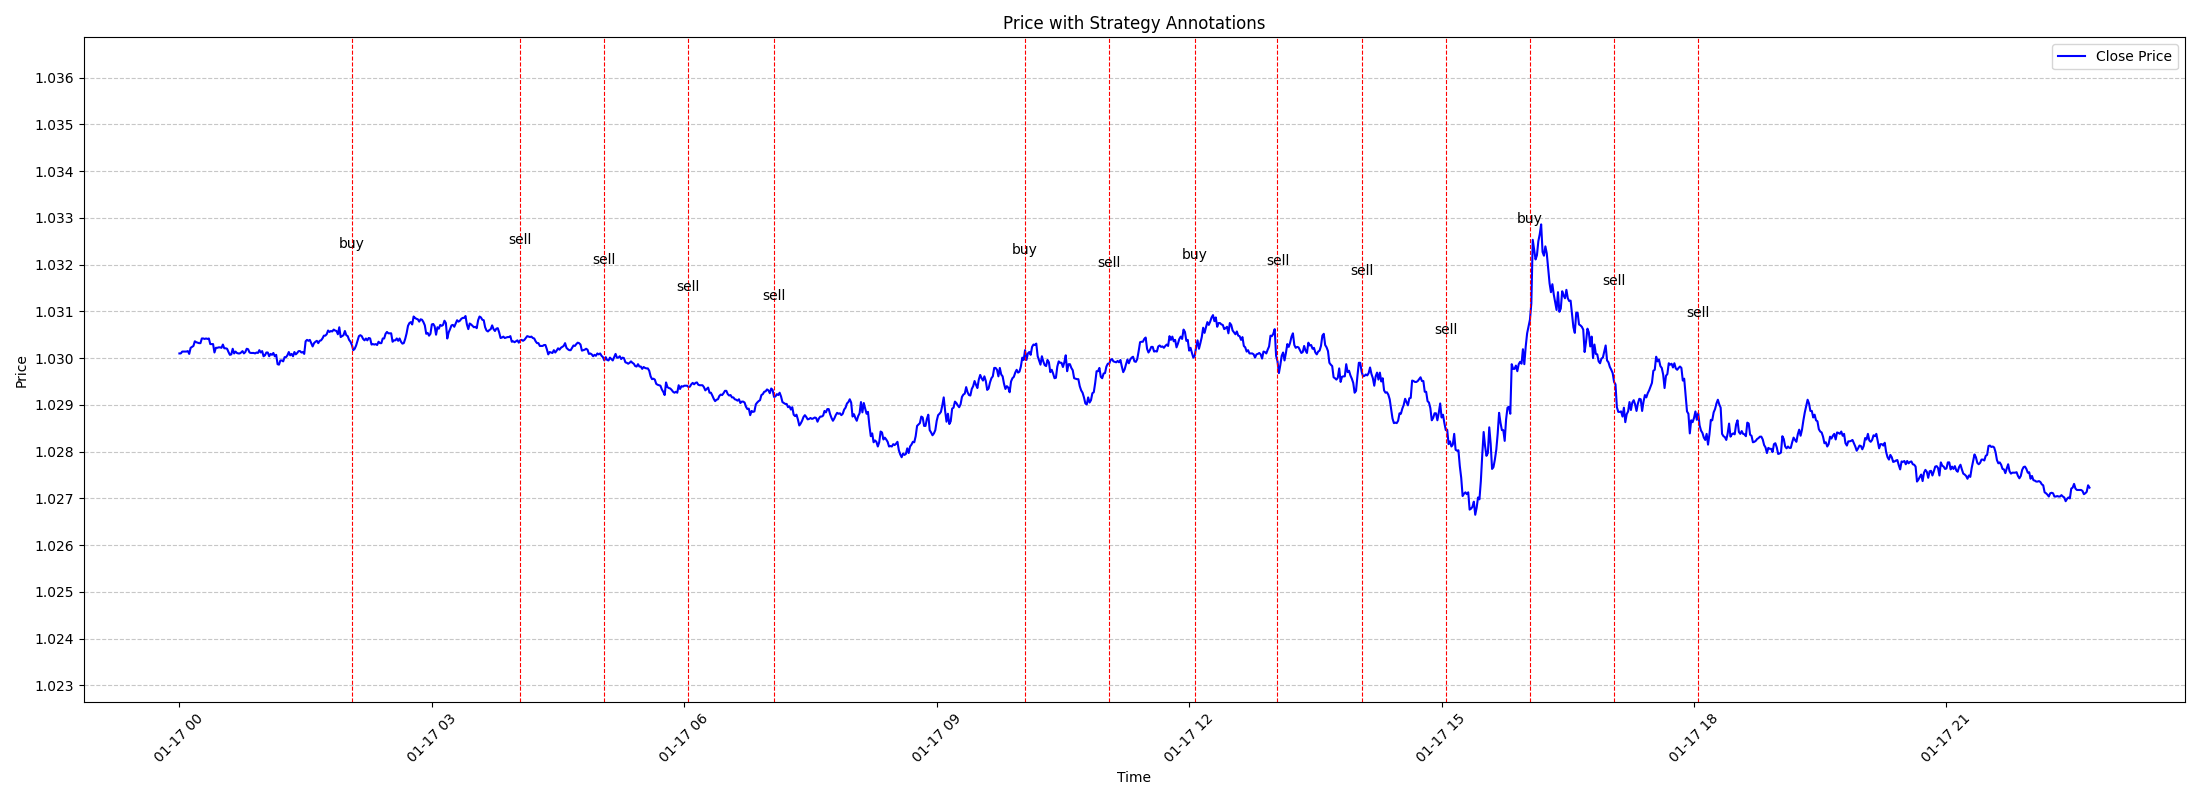 Price with Strategy Annotations
Close Price
Price
1.036
1.035
1.034
1.033
1.032
1.031
1.030
1.029
1.028
1.027
1.026
1.025
1.024
1.023
buy
sell
sell
sell
sell
buy
sell
buy
sell
sell
sell
buy
sell
sell
01-17 00
01-17 03
01-17 06
01-17 09
01-17 12
01-17 15
01-17 18
01-17 21
Time